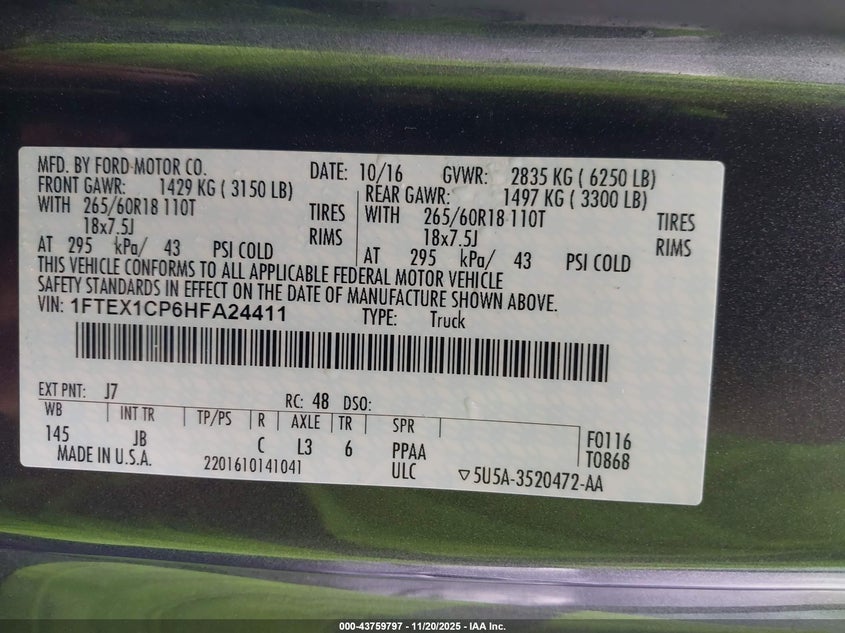 MFD. BY FORD MOTOR CO. DATE: 10/16 GVWR: 2835 KG ( 6250 LB)
FRONT GAWR: 1429 KG ( 3150 LB) REAR GAWR: 1497 KG ( 3300 LB)
WITH 265/60R18 110T TIRES WITH 265/60R18 110T TIRES
18x7.5J RIMS 18x7.5J RIMS
AT 295 kPa/ 43 PSI COLD AT 295 kPa/ 43 PSI COLD
THIS VEHICLE CONFORMS TO ALL APPLICABLE FEDERAL MOTOR VEHICLE
SAFETY STANDARDS IN EFFECT ON THE DATE OF MANUFACTURE SHOWN ABOVE.
VIN: 1FTEX1CP6HFA24411 TYPE: Truck
EXT PNT: J7 RC: 48 DSO:
WB INT TR TP/PS R AXLE TR SPR
145 JB C L3 6 PPAA F0116
MADE IN U.S.A. 2201610141041 ULC T0868
▽5U5A-3520472-AA
000-43759797 - 11/20/2025 - IAA Inc.